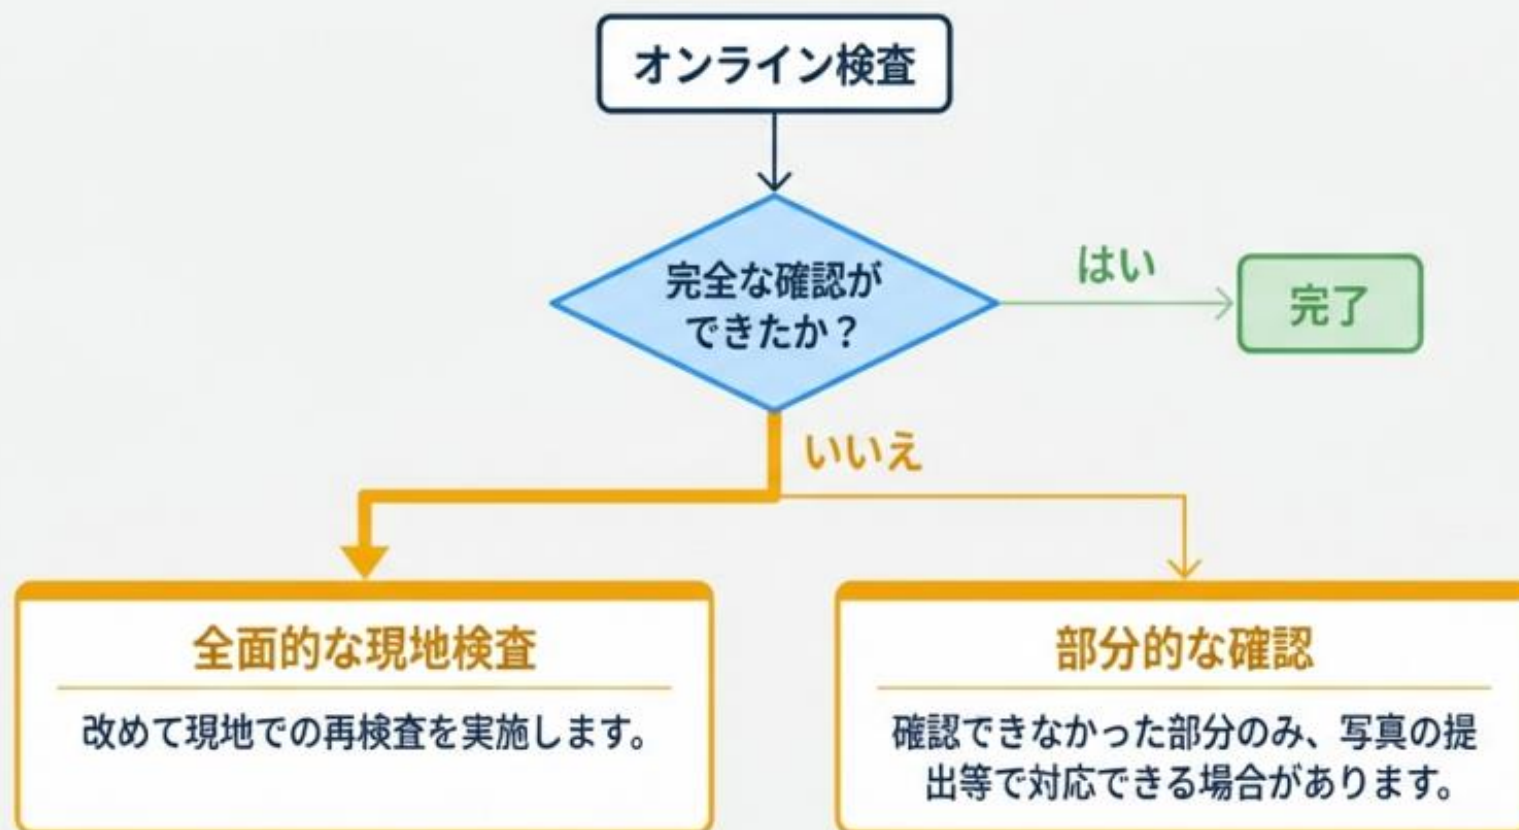 オンライン検査
完全な確認が
できたか？
はい
完了
いいえ
全面的な現地検査
改めて現地での再検査を実施します。
部分的な確認
確認できなかった部分のみ、写真の提
出等で対応できる場合があります。